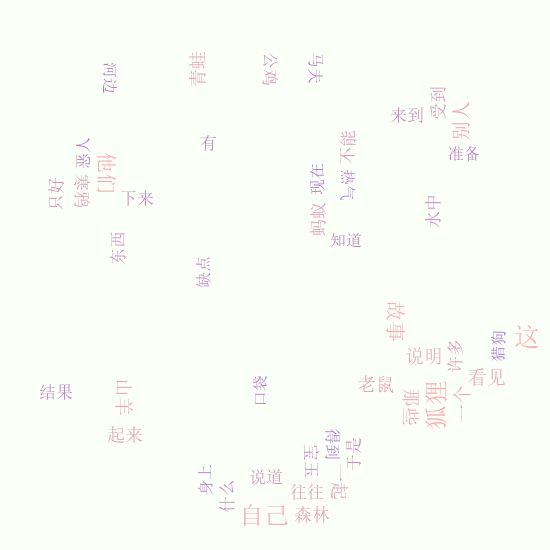 河边
青蛙
公鸡
马夫
来到
受到
别人
有
不能
准备
恶人
他们
寒鸦
只好
下来
现在
燃气
蚂蚁
水中
知道
东西
缺点
故事
这
猎狗
说明
许多
看见
老鼠
那些
狐狸
一个
结果
山羊
口袋
起来
得到
宝玉
于是
身上
什么
说道
往往
一起
自己
森林